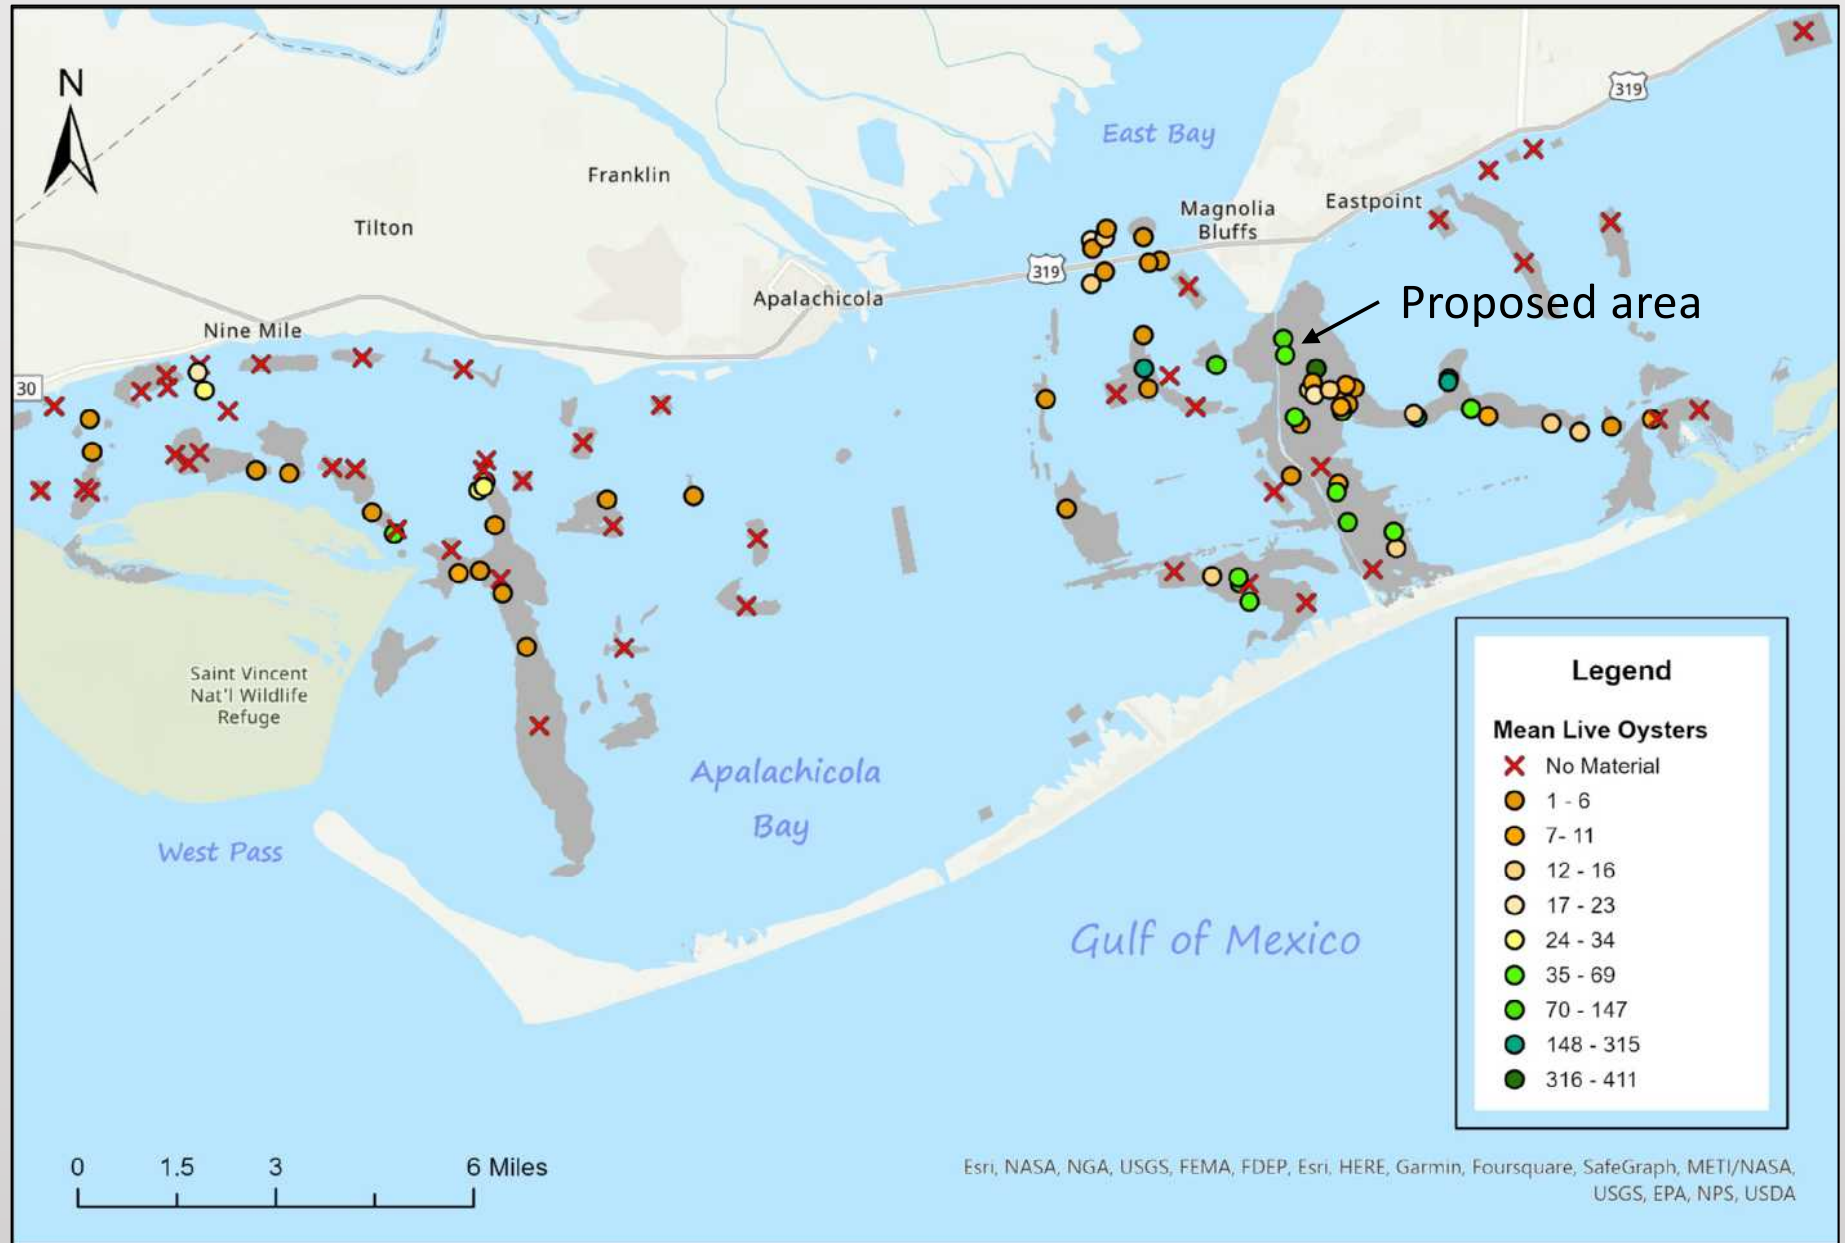 N
East Bay
319
Franklin
Tilton
Magnolia
Bluffs
Eastpoint
319
Apalachicola
Proposed area
Nine Mile
30
Saint Vincent
Nat'l Wildlife
Refuge
Apalachicola
Bay
West Pass
Gulf of Mexico
Legend
Mean Live Oysters
No Material
1 - 6
7- 11
12 - 16
17 - 23
24 - 34
35 - 69
70 - 147
148 - 315
316 - 411
0 1.5 3 6 Miles
Esri, NASA, NGA, USGS, FEMA, FDEP, Esri, HERE, Garmin, Foursquare, SafeGraph, METI/NASA,
USGS, EPA, NPS, USDA